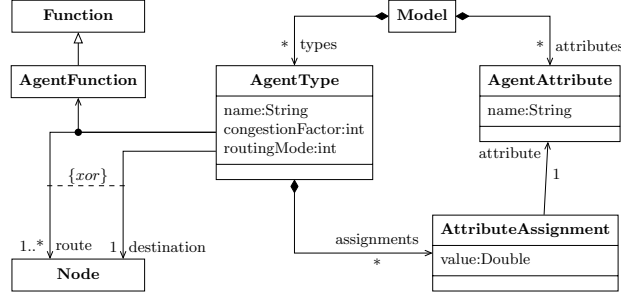 Function
Model
* types
* attributes
AgentFunction
AgentType
AgentAttribute
name:String
congestionFactor:int
routingMode:int
name:String
attribute
1
{xor}
1..* route
1 destination
assignments
*
AttributeAssignment
value:Double
Node